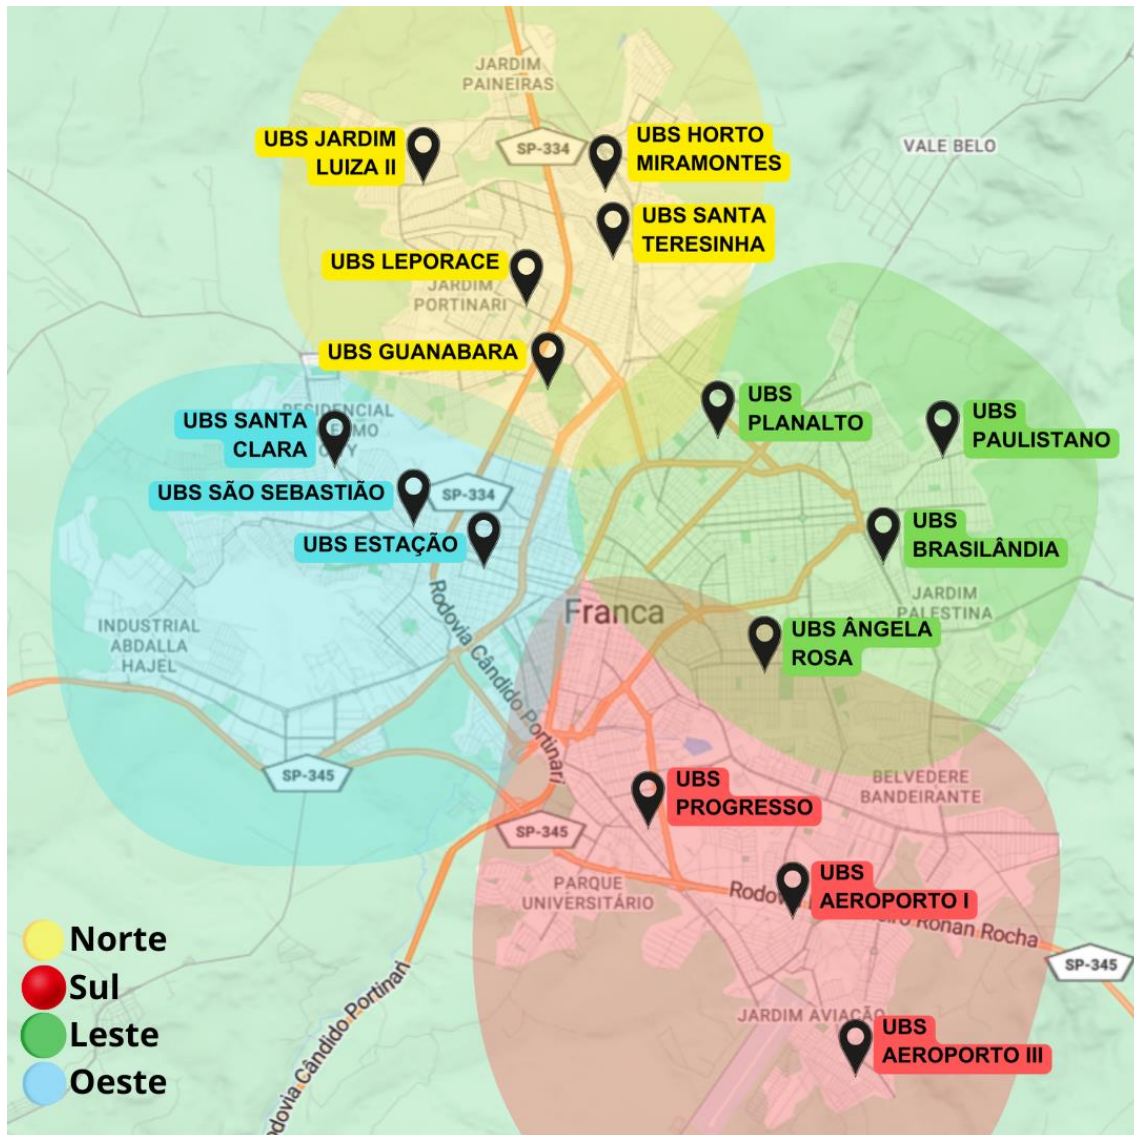 JARDIM
PAINEIRAS
UBS JARDIM
LUIZA II
SP-334
UBS HORTO
MIRAMONTES
VALE BELO
UBS SANTA
TERESINHA
UBS LEPORACE
JARDIM
PORTINARI
UBS GUANABARA
UBS
PLANALTO
UBS
PAULISTANO
RESIDENCIAL
UBS SANTA
CLARA
UBS SÃO SEBASTIÃO
SP-334
UBS ESTAÇÃO
UBS
BRASILÂNDIA
JARDIM
PALESTINA
Franca
INDUSTRIAL
ABDALLA
HAJEL
Rodovia Cândido Portinari
UBS ÂNGELA
ROSA
SP-345
UBS
PROGRESSO
BELVEDERE
BANDEIRANTE
SP-345
PARQUE
UNIVERSITÁRIO
UBS
AEROPORTO I
Ronan Rocha
SP-345
JARDIM AVIAÇÃO
UBS
AEROPORTO III
Rodovia Cândido Portinari
Norte
Sul
Leste
Oeste